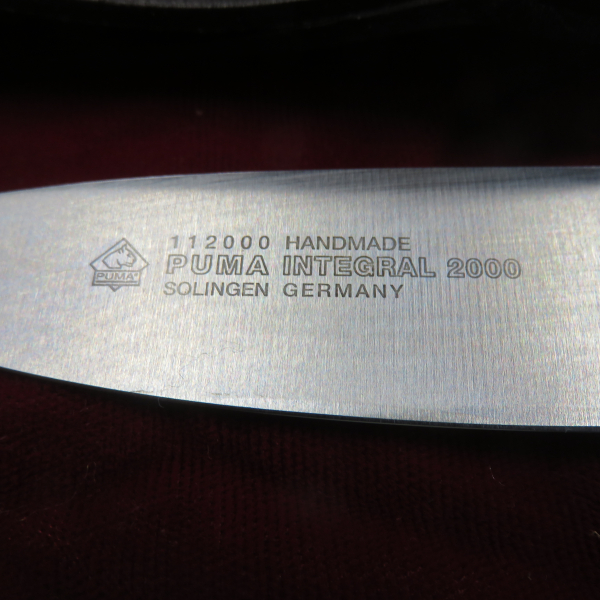 PUMA
112000 HANDMADE
PUMA INTEGRAL 2000
SOLINGEN GERMANY